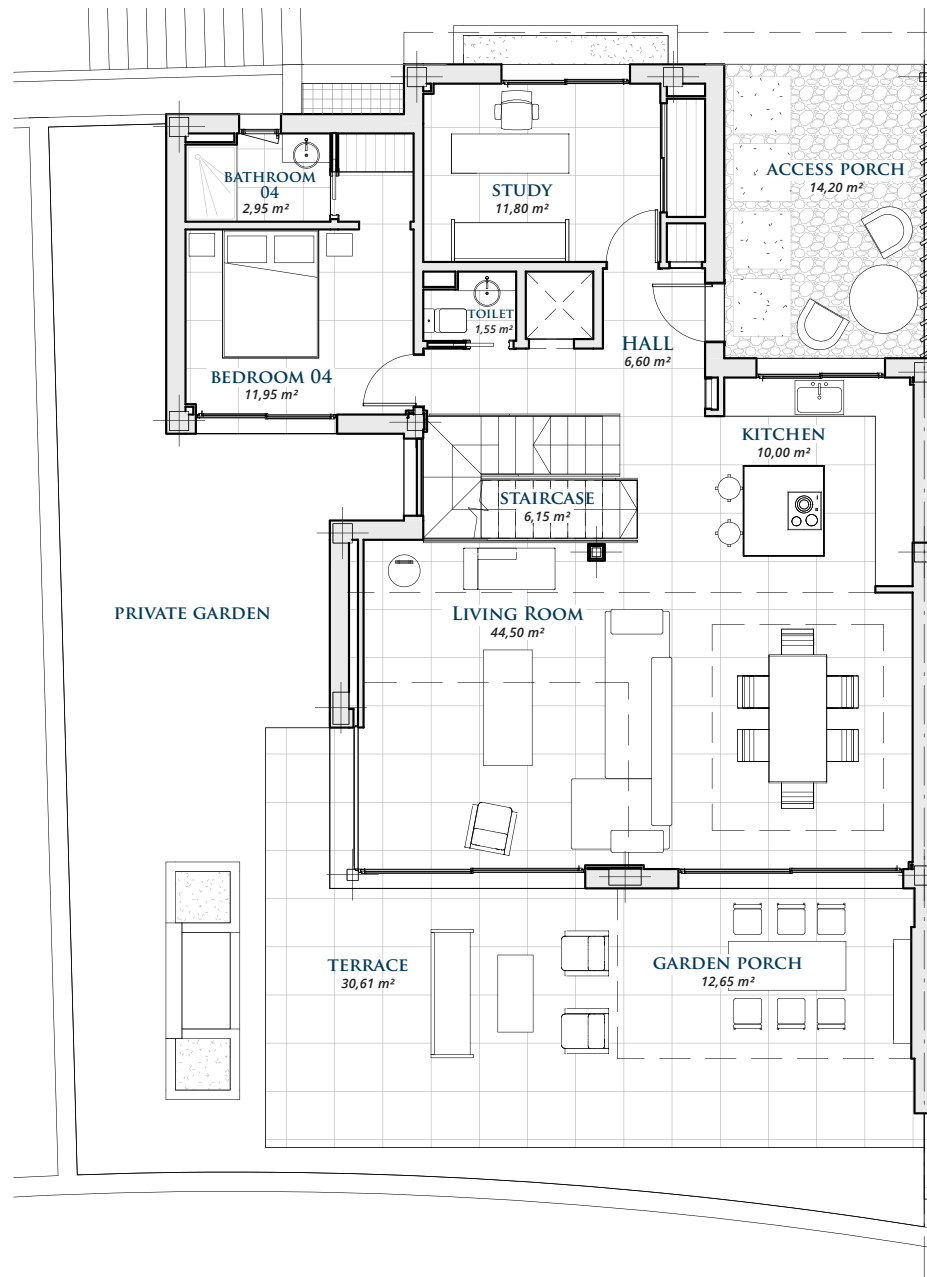 ACCESS PORCH
14,20 m²
BATHROOM
04
2,95 m²
STUDY
11,80 m²
TOILET
1,55 m²
HALL
6,60 m²
BEDROOM 04
11,95 m²
KITCHEN
10,00 m²
STAIRCASE
6,15 m²
PRIVATE GARDEN
LIVING ROOM
44,50 m²
TERRACE
30,61 m²
GARDEN PORCH
12,65 m²